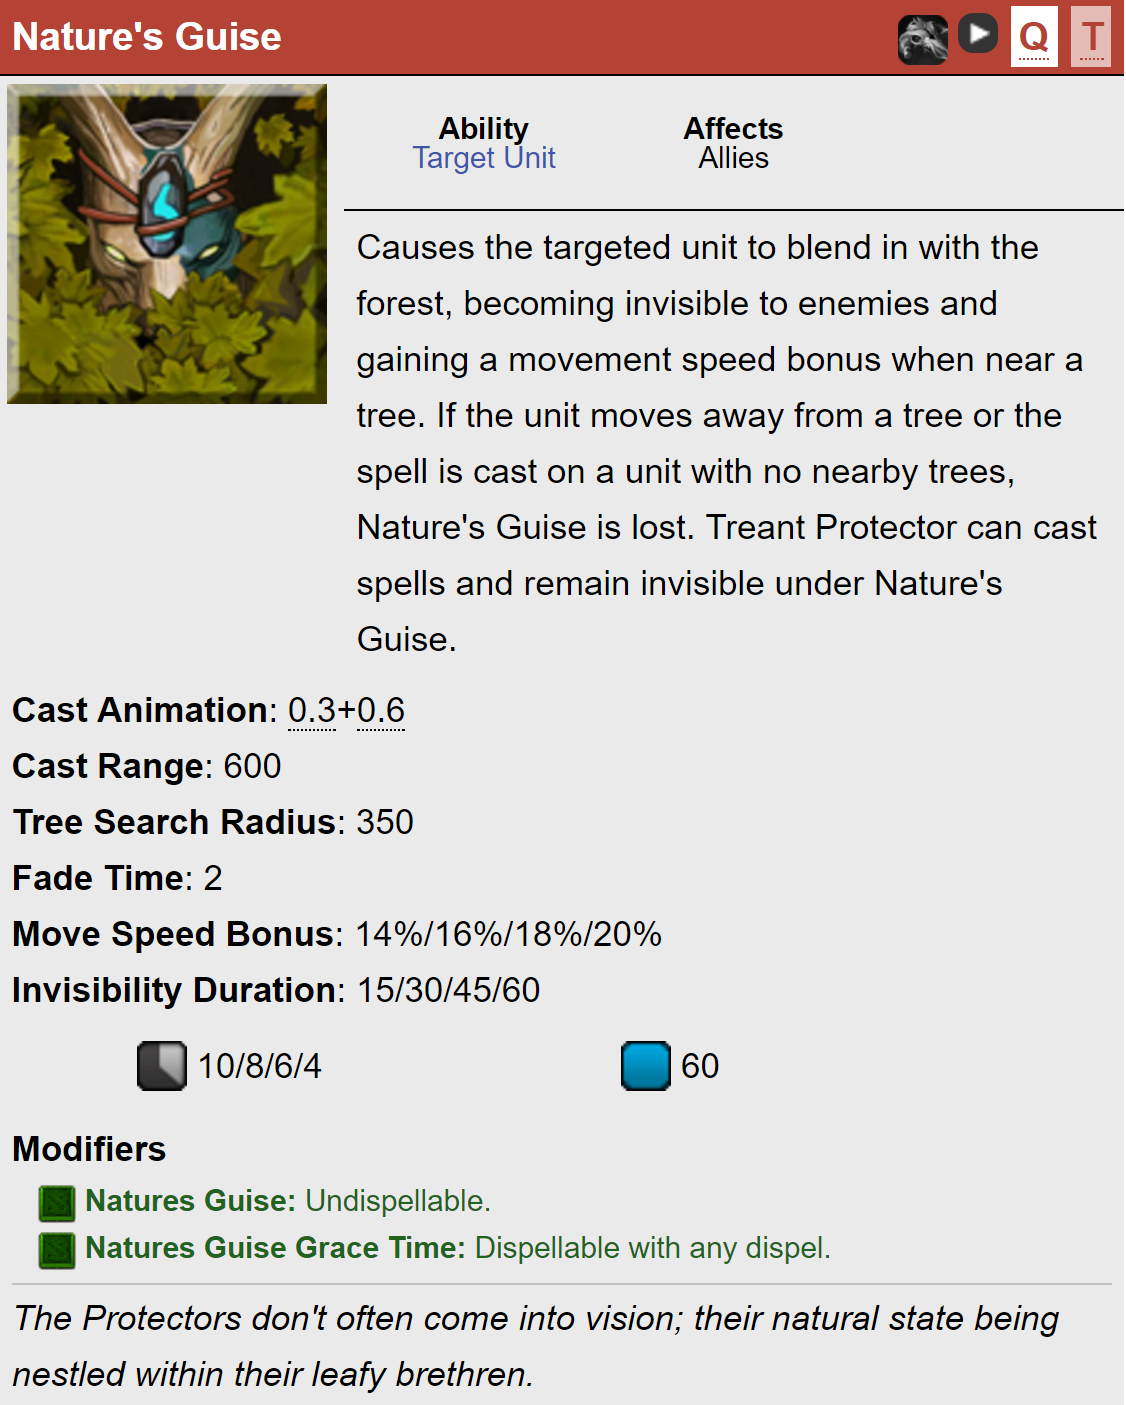 Nature's Guise
Q T
Ability
Target Unit
Affects
Allies
Causes the targeted unit to blend in with the
forest, becoming invisible to enemies and
gaining a movement speed bonus when near a
tree. If the unit moves away from a tree or the
spell is cast on a unit with no nearby trees,
Nature's Guise is lost. Treant Protector can cast
spells and remain invisible under Nature's
Guise.
Cast Animation: 0.3+0.6
Cast Range: 600
Tree Search Radius: 350
Fade Time: 2
Move Speed Bonus: 14%/16%/18%/20%
Invisibility Duration: 15/30/45/60
10/8/6/4
60
Modifiers
Natures Guise: Undispellable.
Natures Guise Grace Time: Dispellable with any dispel.
The Protectors don't often come into vision; their natural state being
nestled within their leafy brethren.